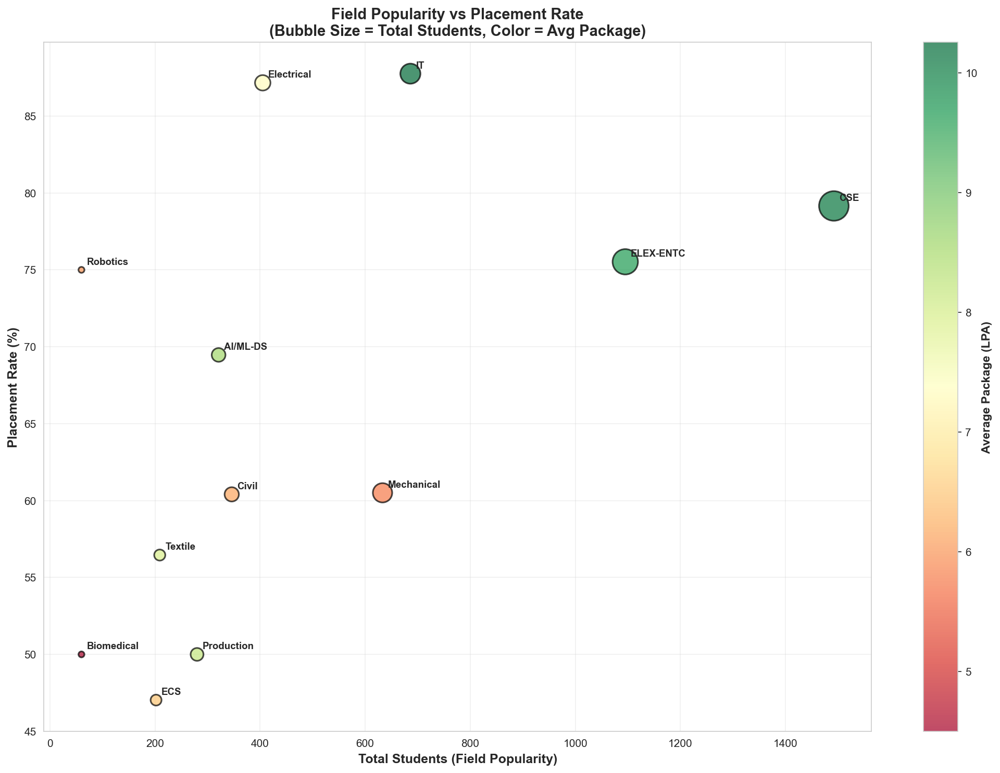 Field Popularity vs Placement Rate
(Bubble Size = Total Students, Color = Avg Package)
IT
Electrical
CSE
ELEX-ENTC
Robotics
AI/ML-DS
Civil
Mechanical
Textile
Biomedical
Production
ECS
Placement Rate (%)
85
80
75
70
65
60
55
50
45
0 200 400 600 800 1000 1200 1400
Total Students (Field Popularity)
10
9
8
7
6
5
Average Package (LPA)